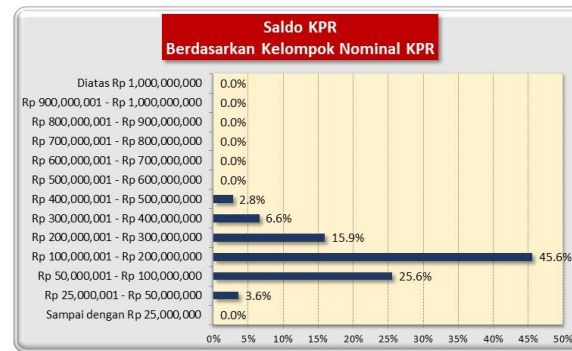 Saldo KPR
Berdasarkan Kelompok Nominal KPR
Diatas Rp 1,000,000,000 0.0%
Rp 900,000,001 - Rp 1,000,000,000 0.0%
Rp 800,000,001 - Rp 900,000,000 0.0%
Rp 700,000,001 - Rp 800,000,000 0.0%
Rp 600,000,001 - Rp 700,000,000 0.0%
Rp 500,000,001 - Rp 600,000,000 0.0%
Rp 400,000,001 - Rp 500,000,000 2.8%
Rp 300,000,001 - Rp 400,000,000 6.6%
Rp 200,000,001 - Rp 300,000,000 15.9%
Rp 100,000,001 - Rp 200,000,000 45.6%
Rp 50,000,001 - Rp 100,000,000 25.6%
Rp 25,000,001 - Rp 50,000,000 3.6%
Sampai dengan Rp 25,000,000 0.0%
0% 5% 10% 15% 20% 25% 30% 35% 40% 45% 50%